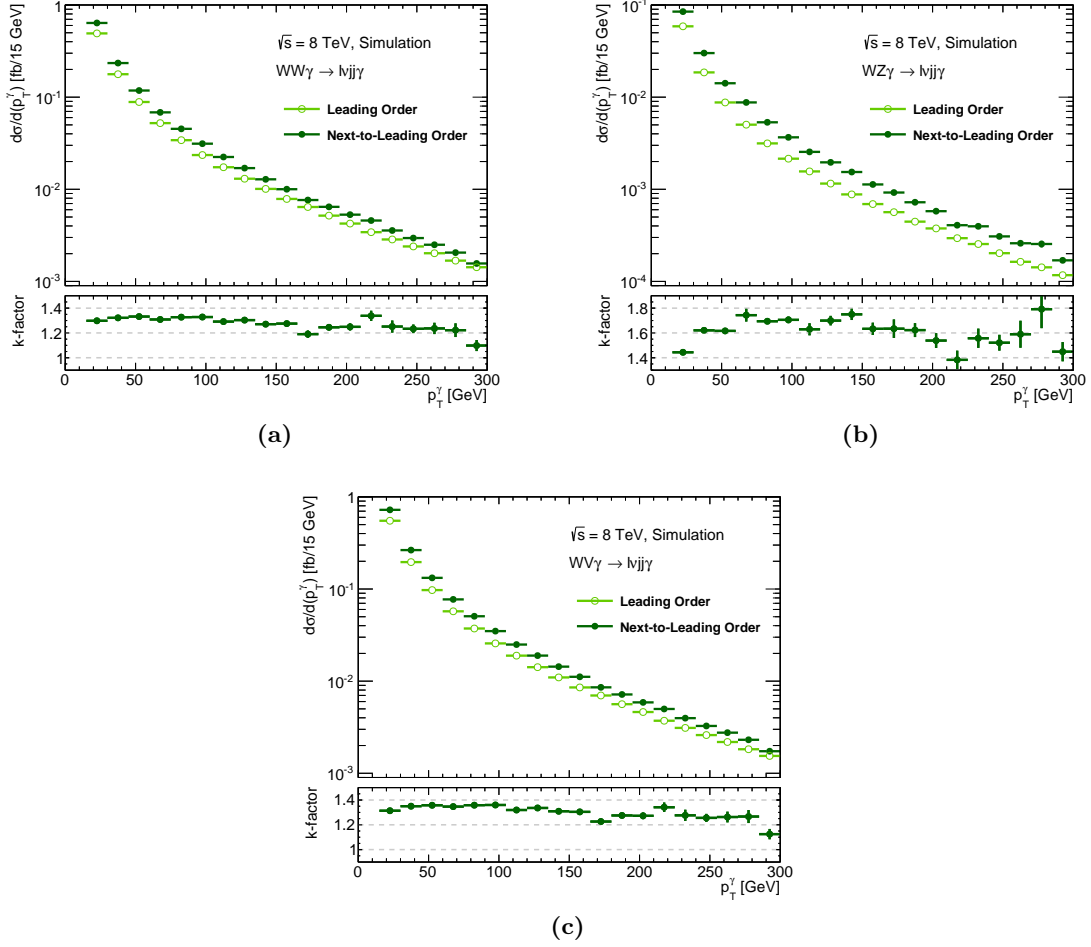 dσ/d(p_T^γ) [fb/15 GeV]
1
10^-1
10^-2
10^-3
√s = 8 TeV, Simulation
WWγ → lνjjγ
Leading Order
Next-to-Leading Order
k-factor
1.4
1.2
1
0 50 100 150 200 250 300
p_T^γ [GeV]
(a)
dσ/d(p_T^γ) [fb/15 GeV]
10^-1
10^-2
10^-3
10^-4
√s = 8 TeV, Simulation
WZγ → lνjjγ
Leading Order
Next-to-Leading Order
k-factor
1.8
1.6
1.4
0 50 100 150 200 250 300
p_T^γ [GeV]
(b)
dσ/d(p_T^γ) [fb/15 GeV]
1
10^-1
10^-2
10^-3
√s = 8 TeV, Simulation
WVγ → lνjjγ
Leading Order
Next-to-Leading Order
k-factor
1.4
1.2
1
0 50 100 150 200 250 300
p_T^γ [GeV]
(c)